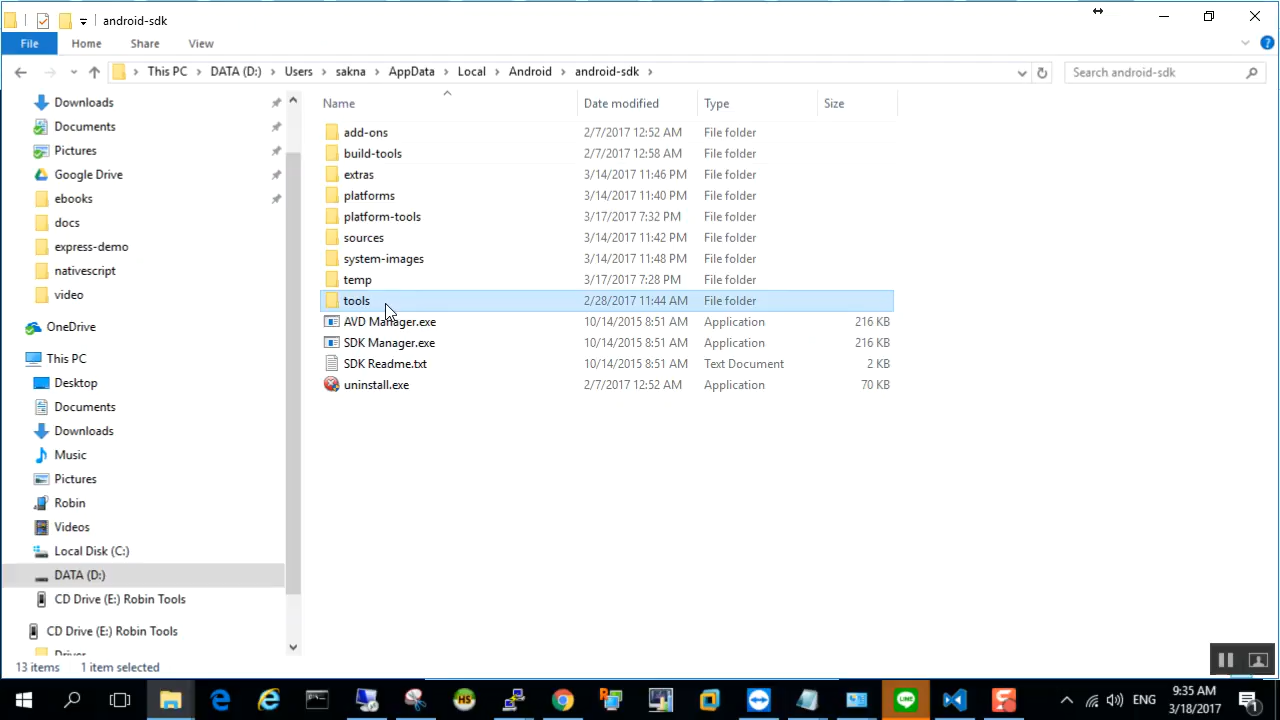 android-sdk
File Home Share View
This PC DATA (D:) Users sakna AppData Local Android android-sdk
Search android-sdk
Name Date modified Type Size
Downloads
Documents
Pictures
Google Drive
ebooks
docs
express-demo
nativescript
video
OneDrive
This PC
Desktop
Documents
Downloads
Music
Pictures
Robin
Videos
Local Disk (C:)
DATA (D:)
CD Drive (E:) Robin Tools
CD Drive (E:) Robin Tools
Driver
add-ons 2/7/2017 12:52 AM File folder
build-tools 2/7/2017 12:58 AM File folder
extras 3/14/2017 11:46 PM File folder
platforms 3/14/2017 11:40 PM File folder
platform-tools 3/17/2017 7:32 PM File folder
sources 3/14/2017 11:42 PM File folder
system-images 3/14/2017 11:48 PM File folder
temp 3/17/2017 7:28 PM File folder
tools 2/28/2017 11:44 AM File folder
AVD Manager.exe 10/14/2015 8:51 AM Application 216 KB
SDK Manager.exe 10/14/2015 8:51 AM Application 216 KB
SDK Readme.txt 10/14/2015 8:51 AM Text Document 2 KB
uninstall.exe 2/7/2017 12:52 AM Application 70 KB
13 items 1 item selected
HS
LINE
ENG
9:35 AM
3/18/2017
1